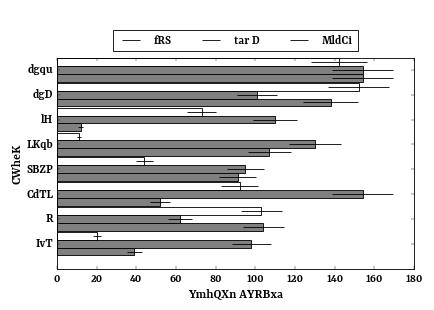 fRS tar D MldCi
dgqu
dgD
lH
LKqb
SBZP
CdTL
R
IvT
CWheK
0 20 40 60 80 100 120 140 160 180
YmhQXn AYRBxa